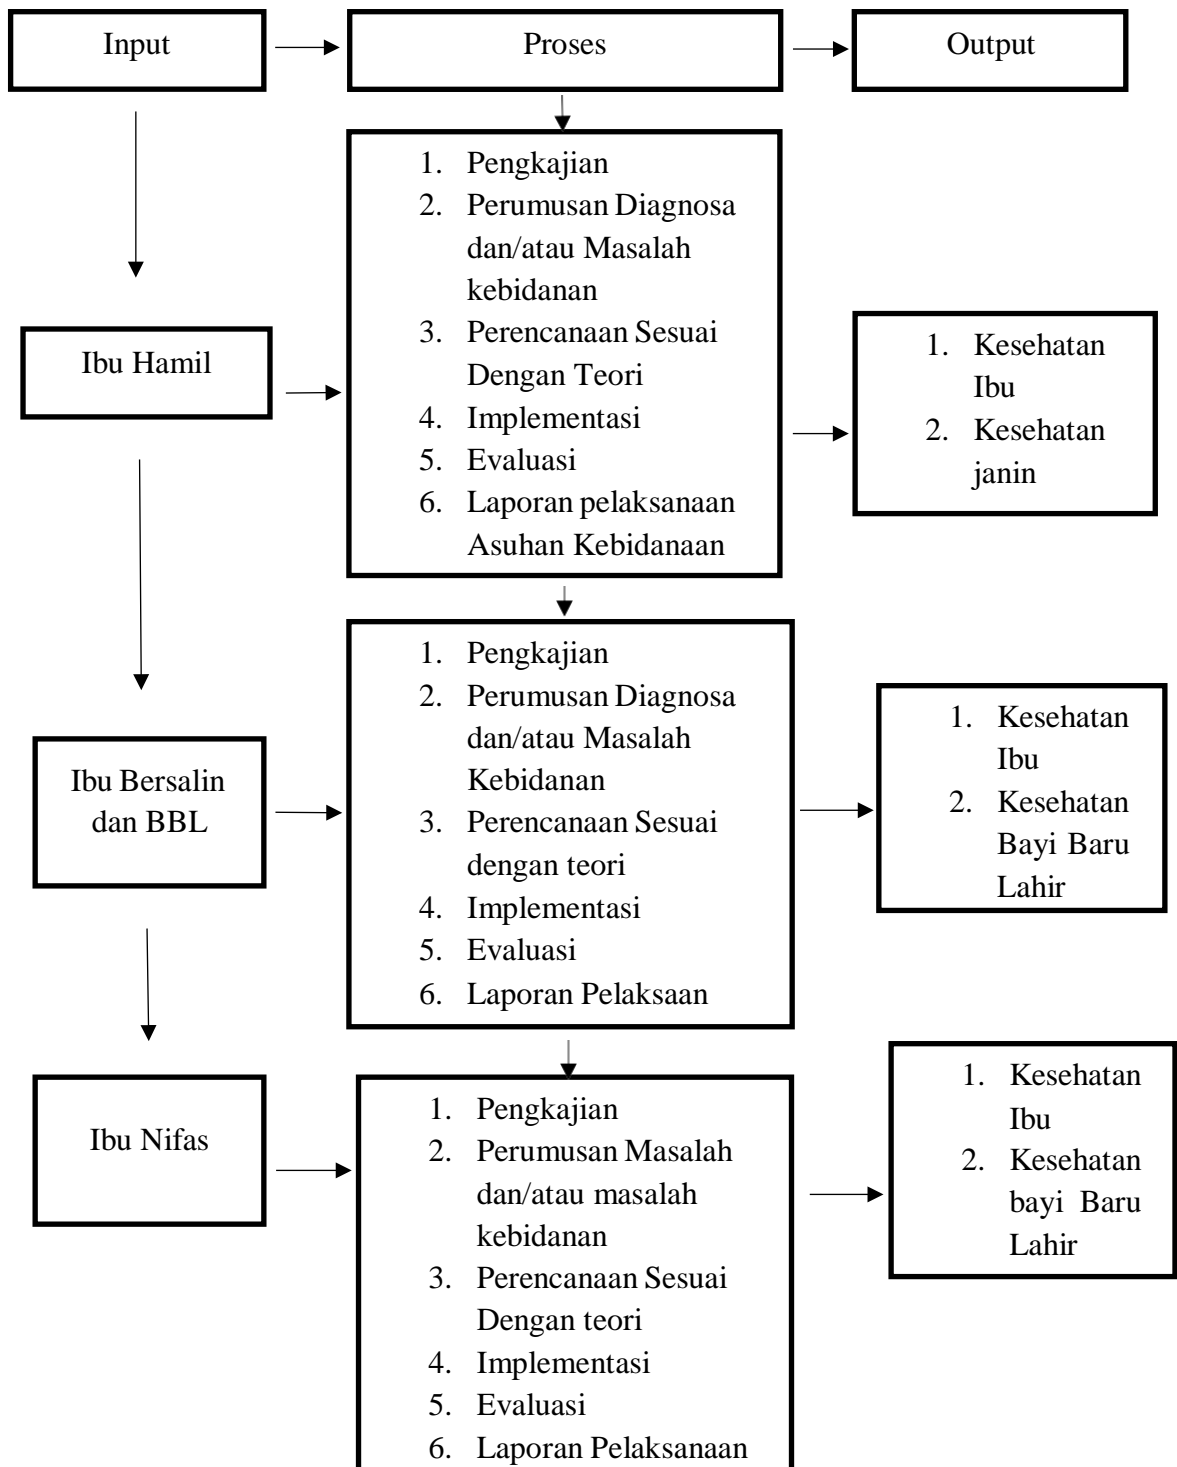 Input
Proses
Output
1. Pengkajian
2. Perumusan Diagnosa
dan/atau Masalah
kebidanan
3. Perencanaan Sesuai
Dengan Teori
4. Implementasi
5. Evaluasi
6. Laporan pelaksanaan
Asuhan Kebidanaan
Ibu Hamil
1. Kesehatan
Ibu
2. Kesehatan
janin
1. Pengkajian
2. Perumusan Diagnosa
dan/atau Masalah
Kebidanan
3. Perencanaan Sesuai
dengan teori
4. Implementasi
5. Evaluasi
6. Laporan Pelaksaan
Ibu Bersalin
dan BBL
1. Kesehatan
Ibu
2. Kesehatan
Bayi Baru
Lahir
Ibu Nifas
1. Pengkajian
2. Perumusan Masalah
dan/atau masalah
kebidanan
3. Perencanaan Sesuai
Dengan teori
4. Implementasi
5. Evaluasi
6. Laporan Pelaksanaan
1. Kesehatan
Ibu
2. Kesehatan
bayi Baru
Lahir